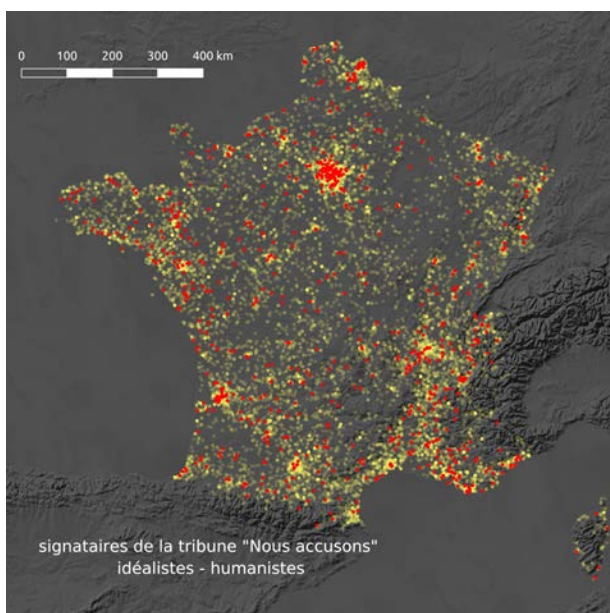 0 100 200 300 400 km
signataires de la tribune "Nous accusons"
idéalistes - humanistes